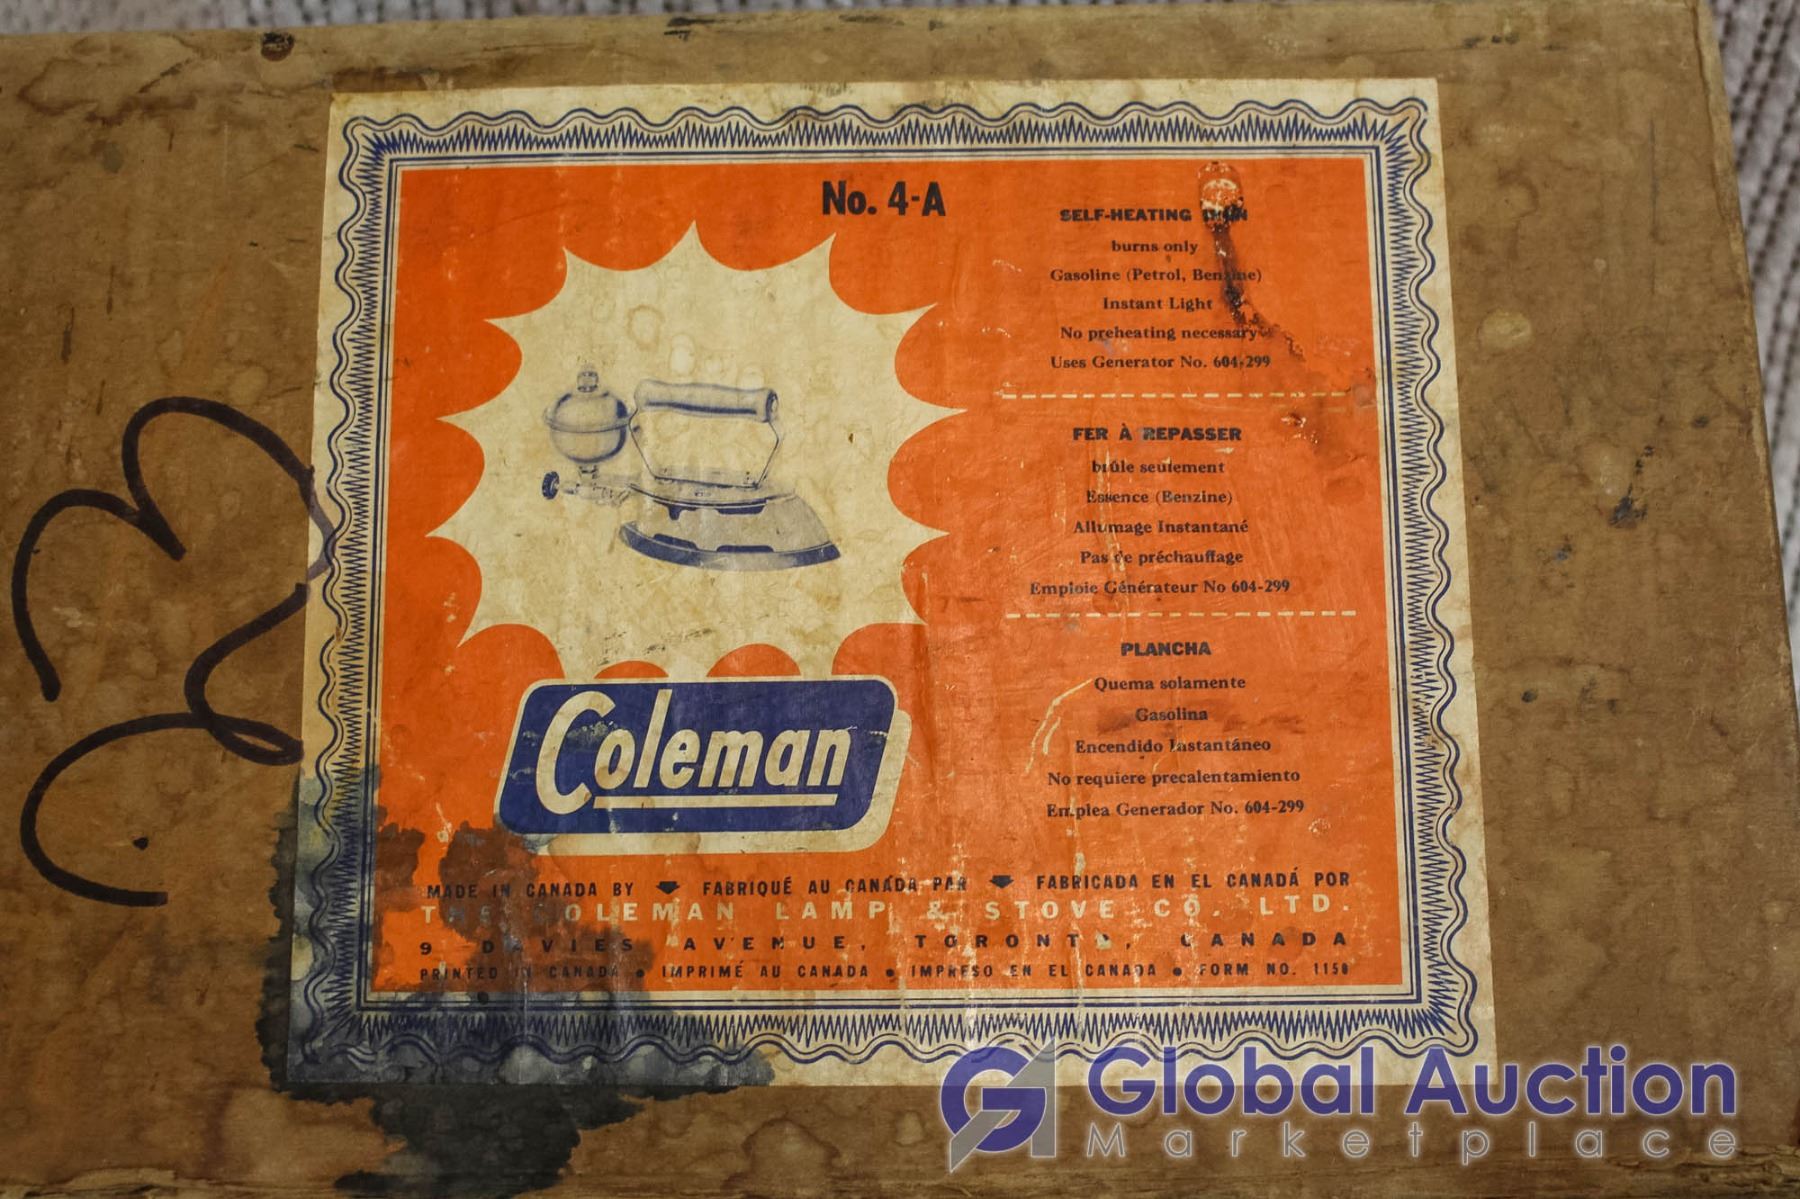 No. 4-A
SELF-HEATING IRON
burns only
Gasoline (Petrol, Benzine)
Instant Light
No preheating necessary
Uses Generator No. 604-299
FER À REPASSER
brûle seulement
Essence (Benzine)
Allumage Instantané
Pas de préchauffage
Emploie Générateur No 604-299
PLANCHA
Quema solamente
Gasolina
Encendido Instantáneo
No requiere precalentamiento
Emplea Generador No. 604-299
Coleman
MADE IN CANADA BY FABRIQUÉ AU CANADA PAR FABRICADA EN EL CANADÁ POR
THE COLEMAN LAMP & STOVE CO. LTD.
9 DAVIES AVENUE, TORONTO, CANADA
PRINTED IN CANADA • IMPRIMÉ AU CANADA • IMPRESO EN EL CANADA • FORM NO. 1150
23
Global Auction
Marketplace